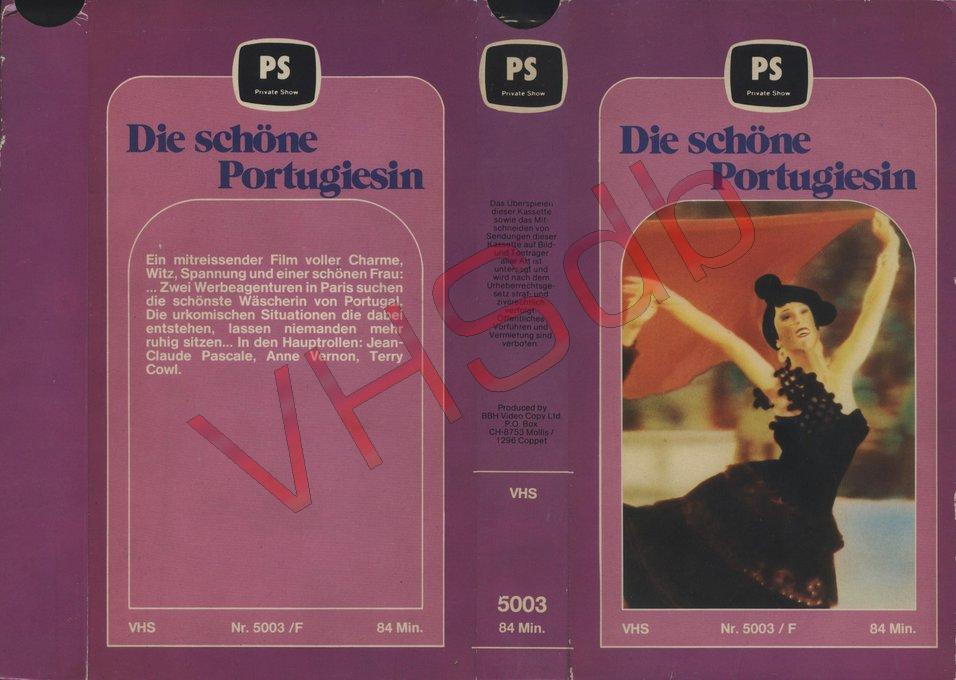 PS
Private Show
Die schöne
Portugiesin
Ein mitreissender Film voller Charme,
Witz, Spannung und einer schönen Frau:
... Zwei Werbeagenturen in Paris suchen
die schönste Wäscherin von Portugal.
Die urkomischen Situationen die dabei
entstehen, lassen niemanden mehr
ruhig sitzen... In den Hauptrollen: Jean-
Claude Pascale, Anne Vernon, Terry
Cowl.
VHS Nr. 5003 /F 84 Min.
PS
Private Show
Das Überspielen
dieser Kassette
sowie das Mit-
schneiden von
Sendungen dieser
Kassette auf Bild-
und Tonträger
aller Art ist
untersagt und
wird nach dem
Urheberrechtsge-
setz straf- und
zivilrechtlich
verfolgt.
Öffentliches
Vorführen und
Vermietung sind
verboten.
Produced by
BBH Video Copy Ltd.
P.O. Box
CH-8753 Mollis /
1296 Coppet
VHS
5003
84 Min.
PS
Private Show
Die schöne
Portugiesin
VHS Nr. 5003 / F 84 Min.
VHSdb